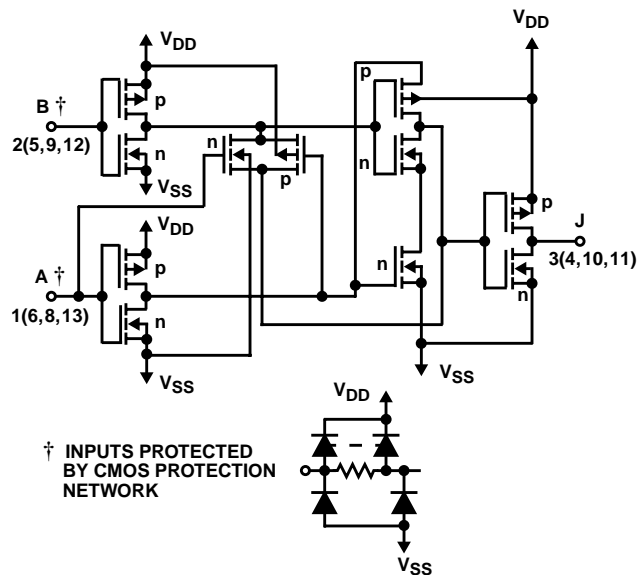 VDD
p
B †
p
2(5,9,12)
n
n
n
p
VSS
VDD
p
J
A †
p
n
3(4,10,11)
1(6,8,13)
n
n
VSS
VSS
VDD
VDD
† INPUTS PROTECTED
BY CMOS PROTECTION
NETWORK
VSS